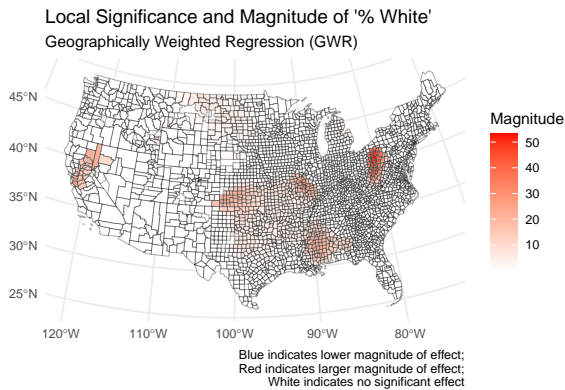 Local Significance and Magnitude of '% White'
Geographically Weighted Regression (GWR)
45°N
40°N
35°N
30°N
25°N
120°W 110°W 100°W 90°W 80°W
Magnitude
50
40
30
20
10
Blue indicates lower magnitude of effect;
Red indicates larger magnitude of effect;
White indicates no significant effect